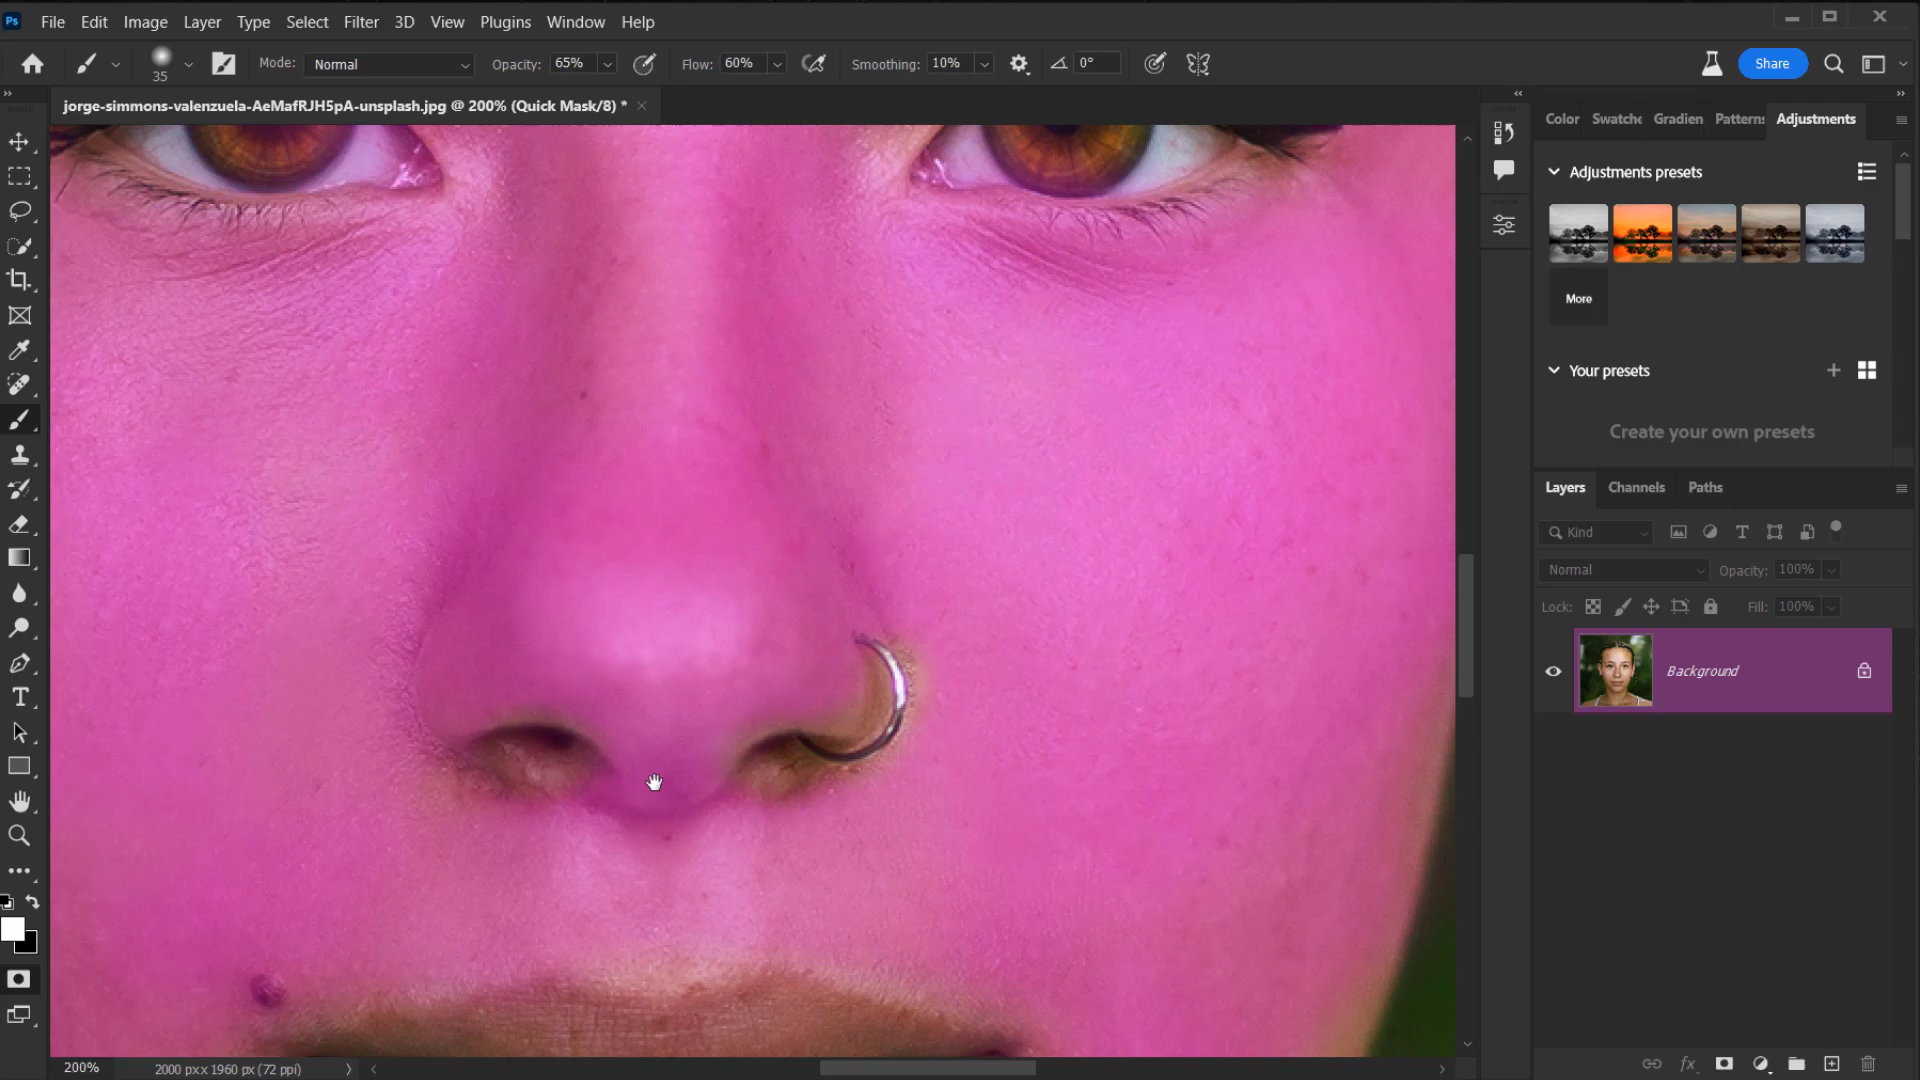 Ps File Edit Image Layer Type Select Filter 3D View Plugins Window Help
35 Mode: Normal Opacity: 65% Flow: 60% Smoothing: 10% 0° Share
jorge-simmons-valenzuela-AeMafRJH5pA-unsplash.jpg @ 200% (Quick Mask/8) *
Color Swatche Gradien Patterns Adjustments
Adjustments presets
More
Your presets
Create your own presets
Layers Channels Paths
Kind
Normal Opacity: 100%
Lock: Fill: 100%
Background
200% 2000 px x 1960 px (72 ppi)